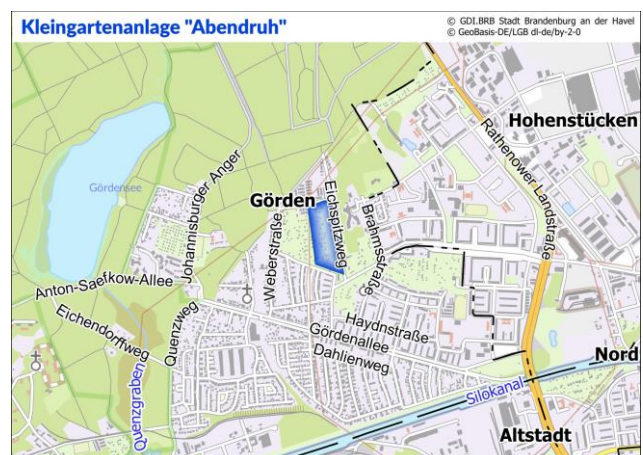 Kleingartenanlage "Abendruh"
© GDI.BRB Stadt Brandenburg an der Havel
© GeoBasis-DE/LGB dl-de/by-2-0
Hohenstücken
Rathenower Landstraße
Gördensee
Johannisburger Anger
Görden
Eichspitzweg
Brahmsstraße
Weberstraße
Anton-Saefkow-Allee
Eichendorffweg
Quenzweg
Haydnstraße
Gördenallee
Dahlienweg
Nord
Quenzgraben
Silokanal
Altstadt